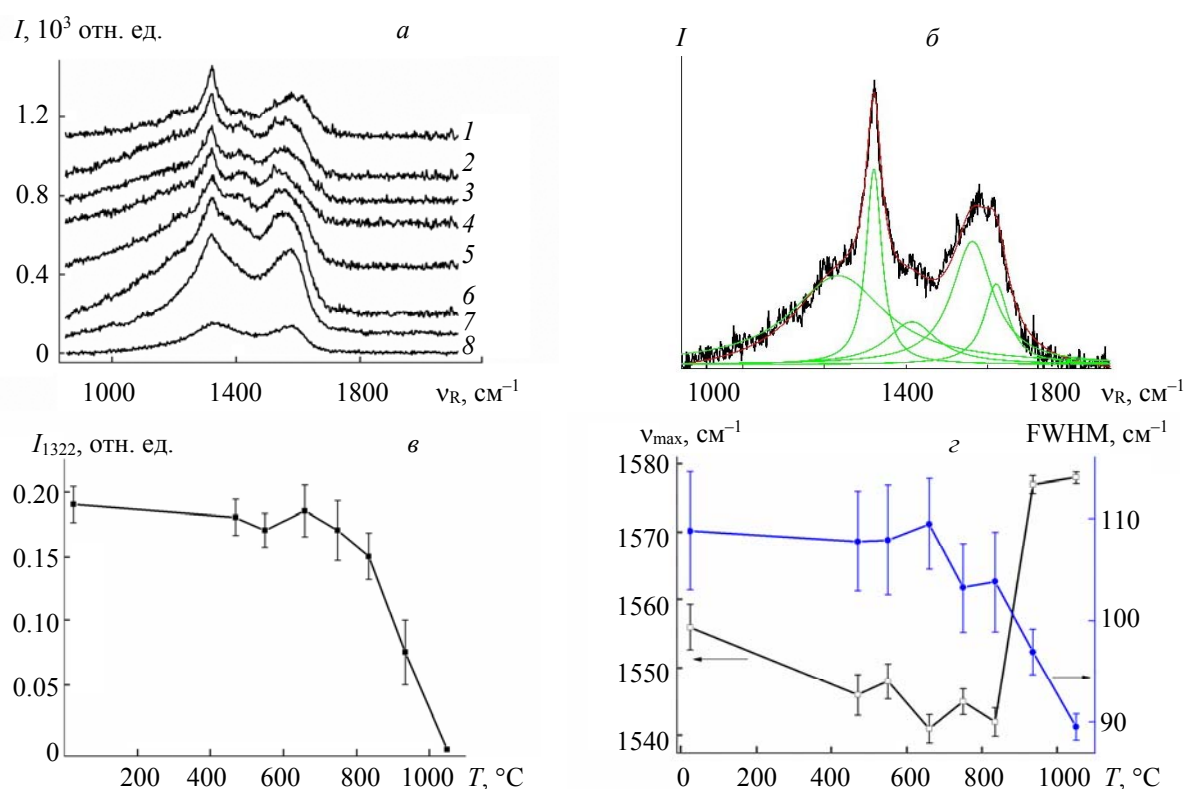 I, 10³ отн. ед.
а
1.2
0.8
0.4
0
1
2
3
4
5
6
7
8
1000 1400 1800 νR, см⁻¹
I
б
1000 1400 1800 νR, см⁻¹
I1322, отн. ед.
в
0.20
0.15
0.10
0.05
0
200 400 600 800 1000 T, °C
νmax, см⁻¹
г
FWHM, см⁻¹
1580
1570
1560
1550
1540
110
100
90
0 200 400 600 800 1000 T, °C